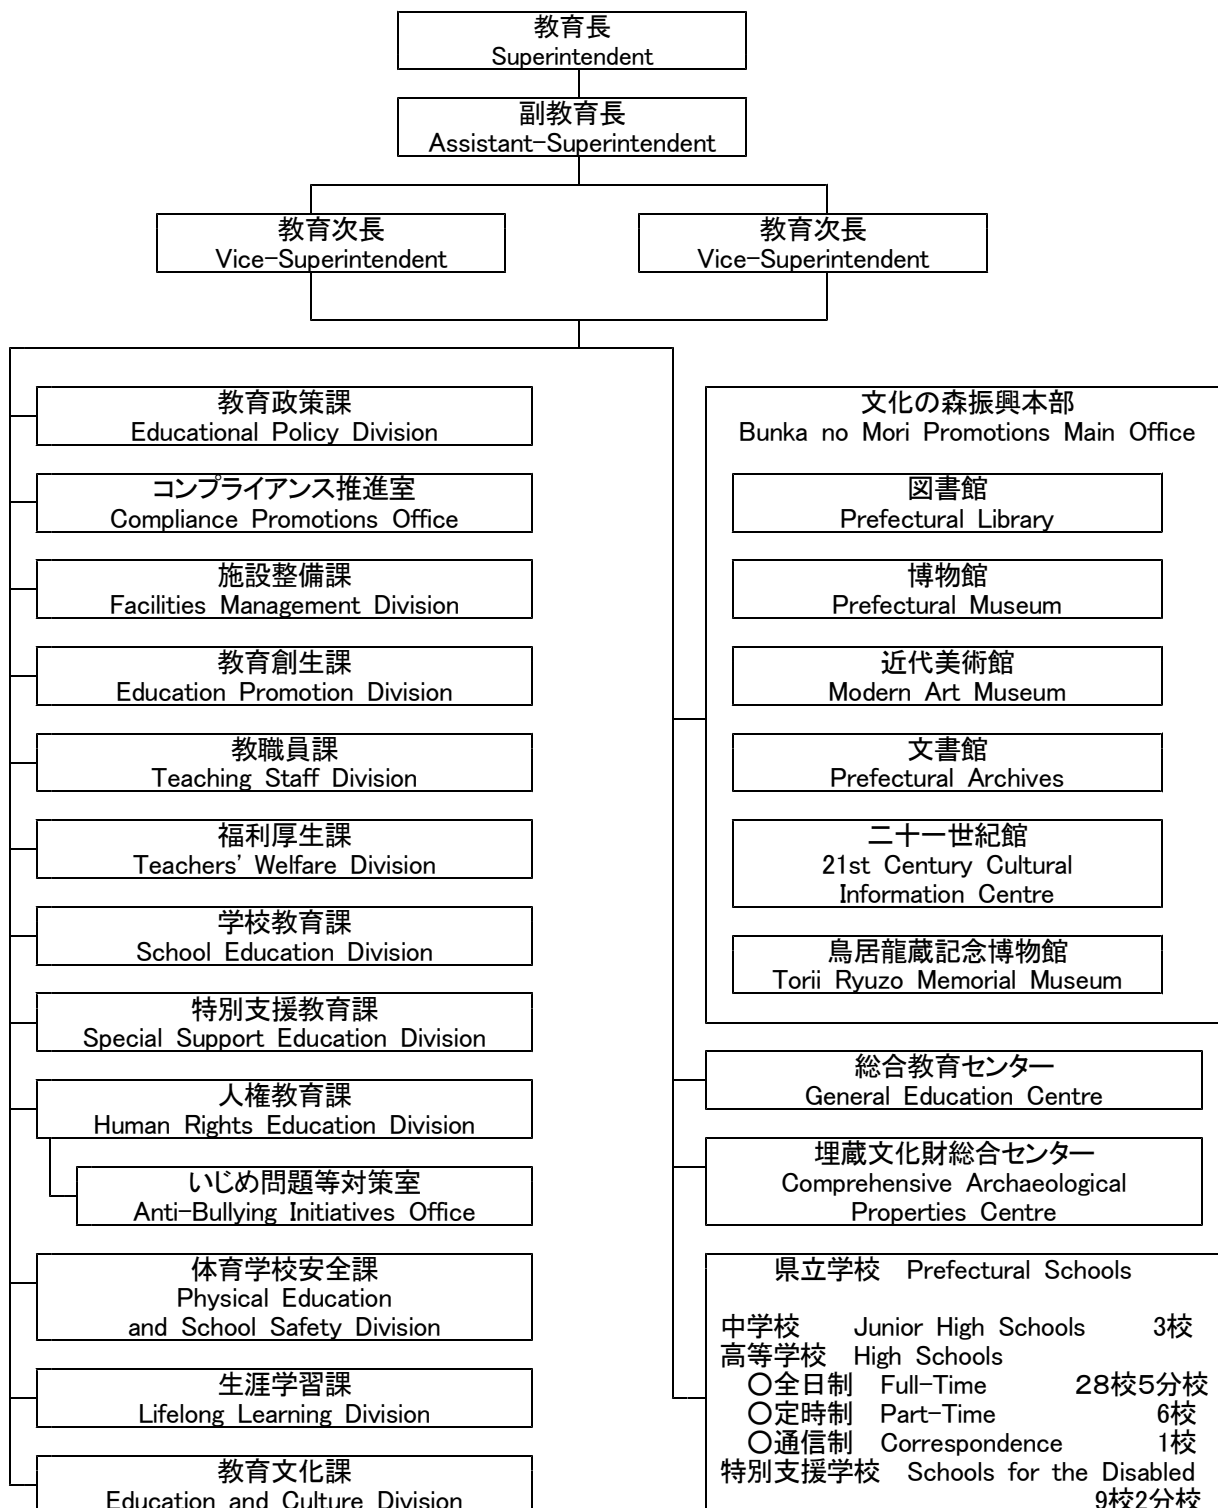 教育長
Superintendent
副教育長
Assistant-Superintendent
教育次長
Vice-Superintendent
教育次長
Vice-Superintendent
教育政策課
Educational Policy Division
コンプライアンス推進室
Compliance Promotions Office
施設整備課
Facilities Management Division
教育創生課
Education Promotion Division
教職員課
Teaching Staff Division
福利厚生課
Teachers' Welfare Division
学校教育課
School Education Division
特別支援教育課
Special Support Education Division
人権教育課
Human Rights Education Division
いじめ問題等対策室
Anti-Bullying Initiatives Office
体育学校安全課
Physical Education
and School Safety Division
生涯学習課
Lifelong Learning Division
教育文化課
Education and Culture Division
文化の森振興本部
Bunka no Mori Promotions Main Office
図書館
Prefectural Library
博物館
Prefectural Museum
近代美術館
Modern Art Museum
文書館
Prefectural Archives
二十一世紀館
21st Century Cultural
Information Centre
鳥居龍蔵記念博物館
Torii Ryuzo Memorial Museum
総合教育センター
General Education Centre
埋蔵文化財総合センター
Comprehensive Archaeological
Properties Centre
県立学校 Prefectural Schools
中学校 Junior High Schools 3校
高等学校 High Schools
〇全日制 Full-Time 28校5分校
〇定時制 Part-Time 6校
〇通信制 Correspondence 1校
特別支援学校 Schools for the Disabled
9校2分校